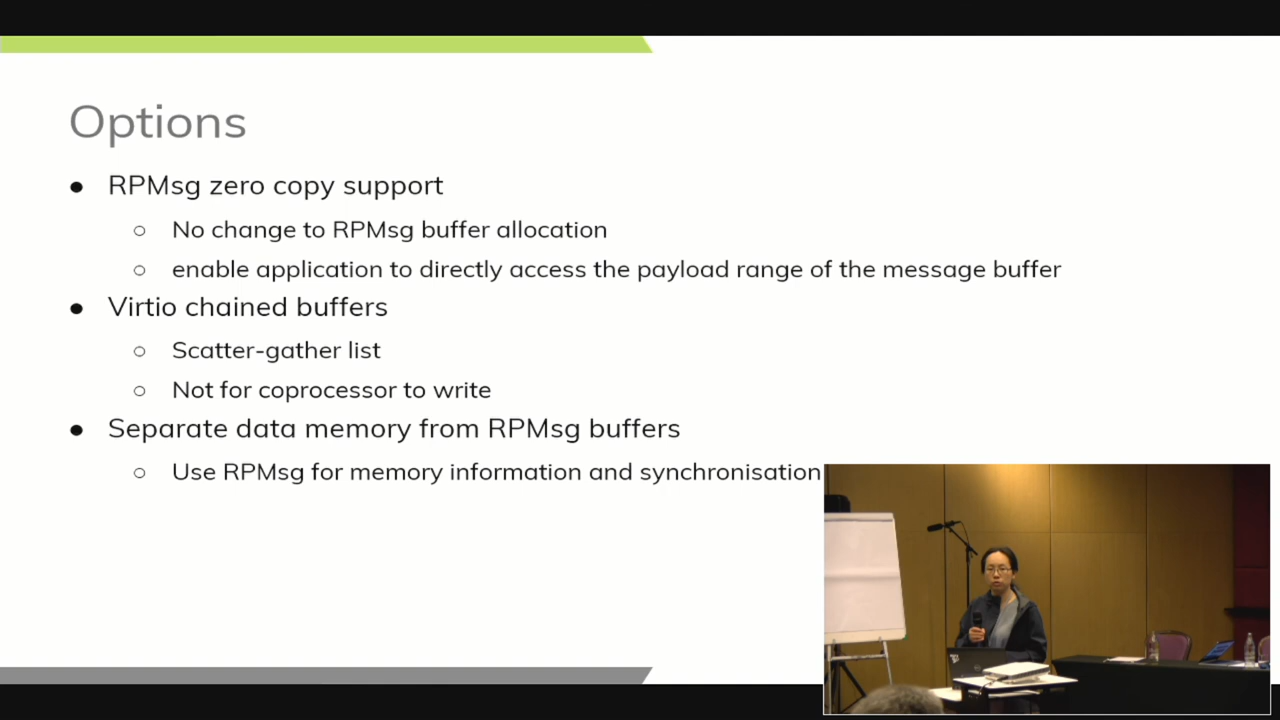 Options
● RPMsg zero copy support
○ No change to RPMsg buffer allocation
○ enable application to directly access the payload range of the message buffer
● Virtio chained buffers
○ Scatter-gather list
○ Not for coprocessor to write
● Separate data memory from RPMsg buffers
○ Use RPMsg for memory information and synchronisation